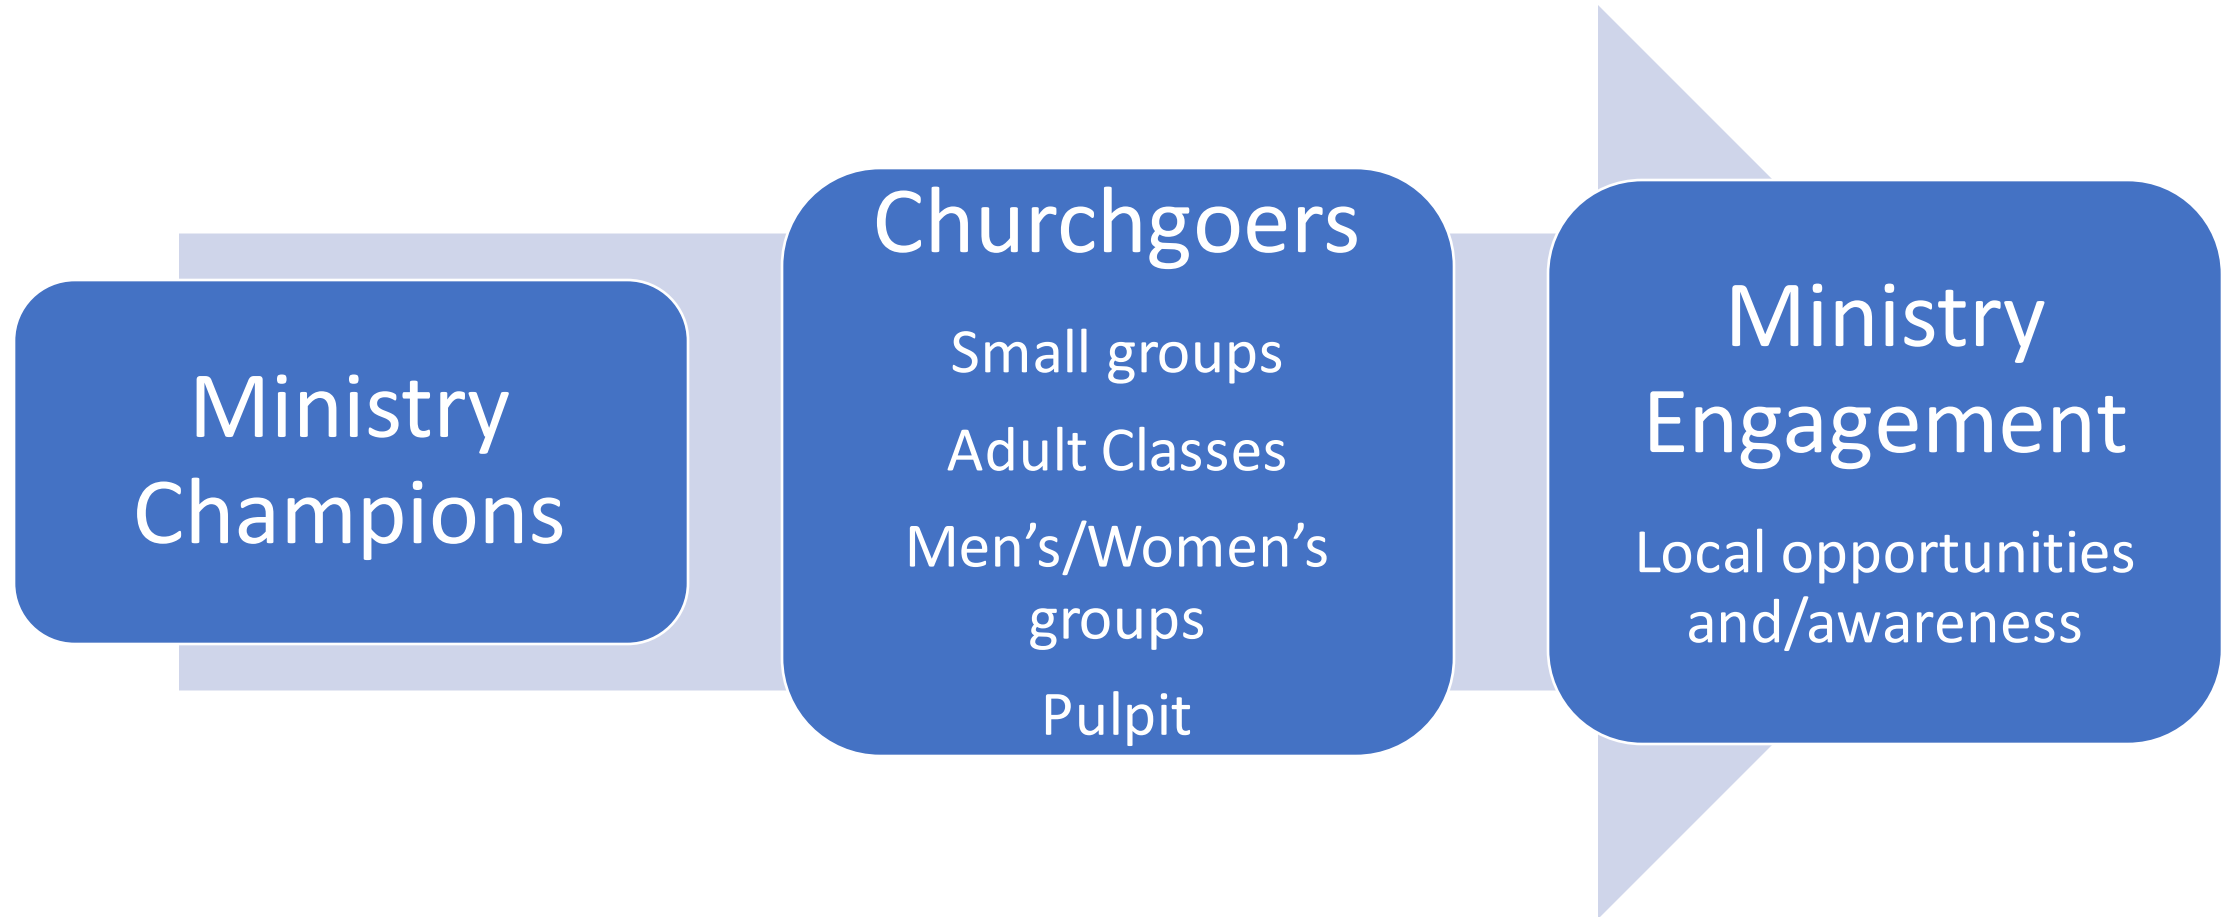 Ministry
Champions
Churchgoers
Small groups
Adult Classes
Men’s/Women’s
groups
Pulpit
Ministry
Engagement
Local opportunities
and/awareness